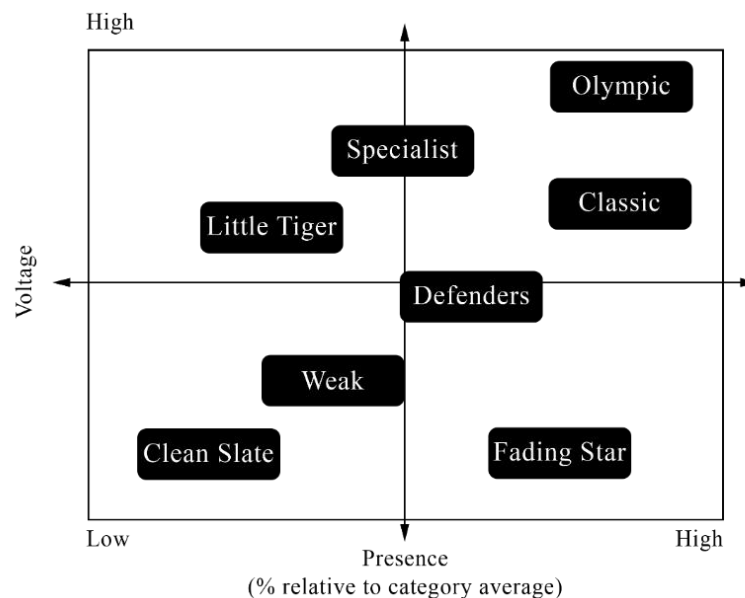 High
Olympic
Specialist
Classic
Little Tiger
Voltage
Defenders
Weak
Clean Slate
Fading Star
Low
High
Presence
(% relative to category average)